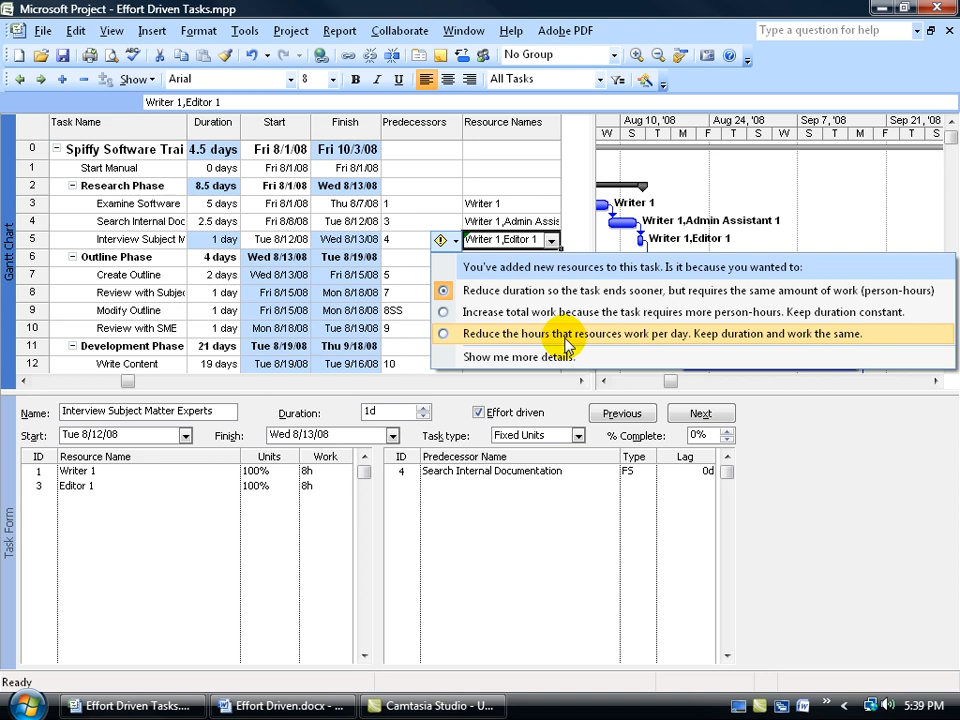 Microsoft Project - Effort Driven Tasks.mpp
File Edit View Insert Format Tools Project Report Collaborate Window Help Adobe PDF Type a question for help
No Group
Show Arial 8 B I U All Tasks
Writer 1,Editor 1
Task Name Duration Start Finish Predecessors Resource Names
Aug 10, '08 Aug 24, '08 Sep 7, '08 Sep 21, '08
W S T M F T S W S T M F T S
0 Spiffy Software Trai 4.5 days Fri 8/1/08 Fri 10/3/08
1 Start Manual 0 days Fri 8/1/08 Fri 8/1/08
2 Research Phase 8.5 days Fri 8/1/08 Wed 8/13/08
3 Examine Software 5 days Fri 8/1/08 Thu 8/7/08 1 Writer 1 Writer 1
4 Search Internal Doc 2.5 days Fri 8/8/08 Tue 8/12/08 3 Writer 1,Admin Assis Writer 1,Admin Assistant 1
5 Interview Subject M 1 day Tue 8/12/08 Wed 8/13/08 4 Writer 1,Editor 1 Writer 1,Editor 1
6 Outline Phase 4 days Wed 8/13/08 Tue 8/19/08
7 Create Outline 2 days Wed 8/13/08 Fri 8/15/08 5
8 Review with Subjec 1 day Fri 8/15/08 Mon 8/18/08 7
9 Modify Outline 1 day Fri 8/15/08 Mon 8/18/08 8SS
10 Review with SME 1 day Mon 8/18/08 Tue 8/19/08 9
11 Development Phase 21 days Tue 8/19/08 Thu 9/18/08
12 Write Content 19 days Tue 8/19/08 10
You've added new resources to this task. Is it because you wanted to:
Reduce duration so the task ends sooner, but requires the same amount of work (person-hours)
Increase total work because the task requires more person-hours. Keep duration constant.
Reduce the hours that resources work per day. Keep duration and work the same.
Show me more details.
Gantt Chart
Name: Interview Subject Matter Experts Duration: 1d Effort driven Previous Next
Start: Tue 8/12/08 Finish: Wed 8/13/08 Task type: Fixed Units % Complete: 0%
ID Resource Name Units Work ID Predecessor Name Type Lag
1 Writer 1 100% 8h 4 Search Internal Documentation FS 0d
3 Editor 1 100% 8h
Task Form
Ready
Effort Driven Tasks.... Effort Driven.docx - ... Camtasia Studio - U... 5:39 PM